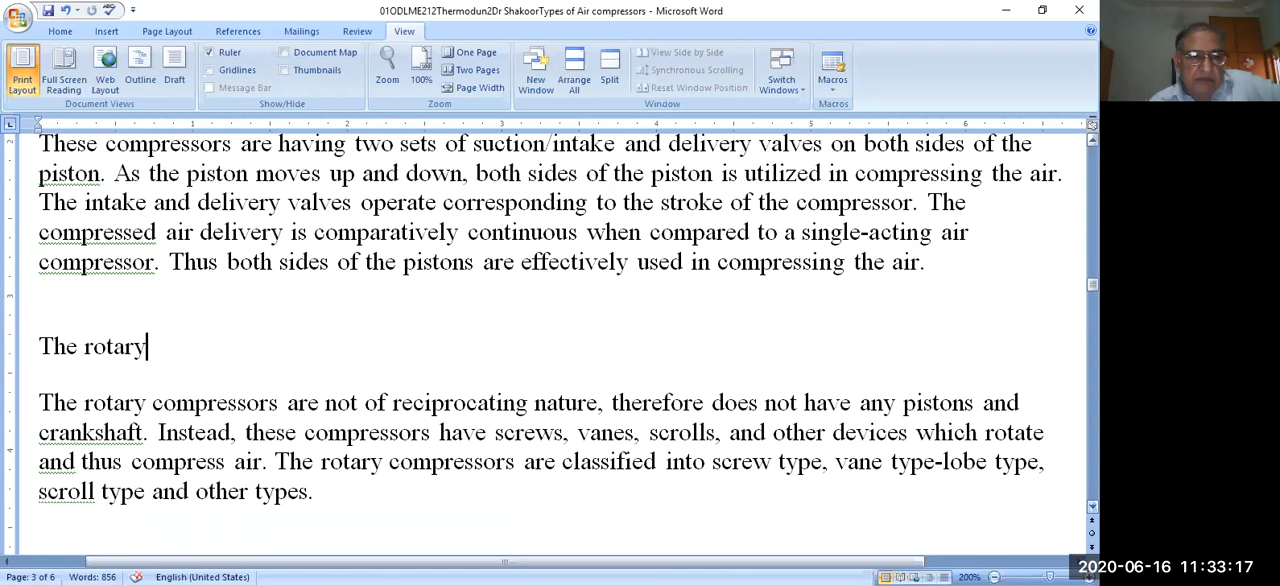 01ODLME212Thermodun2Dr ShakoorTypes of Air compressors - Microsoft Word
Home Insert Page Layout References Mailings Review View
Print Layout Full Screen Reading Web Layout Outline Draft
Ruler Document Map
Gridlines Thumbnails
Message Bar
Zoom 100% One Page
Two Pages
Page Width
New Window Arrange All Split
View Side by Side
Synchronous Scrolling
Reset Window Position
Switch Windows Macros
Document Views Show/Hide Zoom Window Macros
These compressors are having two sets of suction/intake and delivery valves on both sides of the
piston. As the piston moves up and down, both sides of the piston is utilized in compressing the air.
The intake and delivery valves operate corresponding to the stroke of the compressor. The
compressed air delivery is comparatively continuous when compared to a single-acting air
compressor. Thus both sides of the pistons are effectively used in compressing the air.
The rotary
The rotary compressors are not of reciprocating nature, therefore does not have any pistons and
crankshaft. Instead, these compressors have screws, vanes, scrolls, and other devices which rotate
and thus compress air. The rotary compressors are classified into screw type, vane type-lobe type,
scroll type and other types.
Page: 3 of 6 Words: 856 English (United States) 200%
2020-06-16 11:33:17